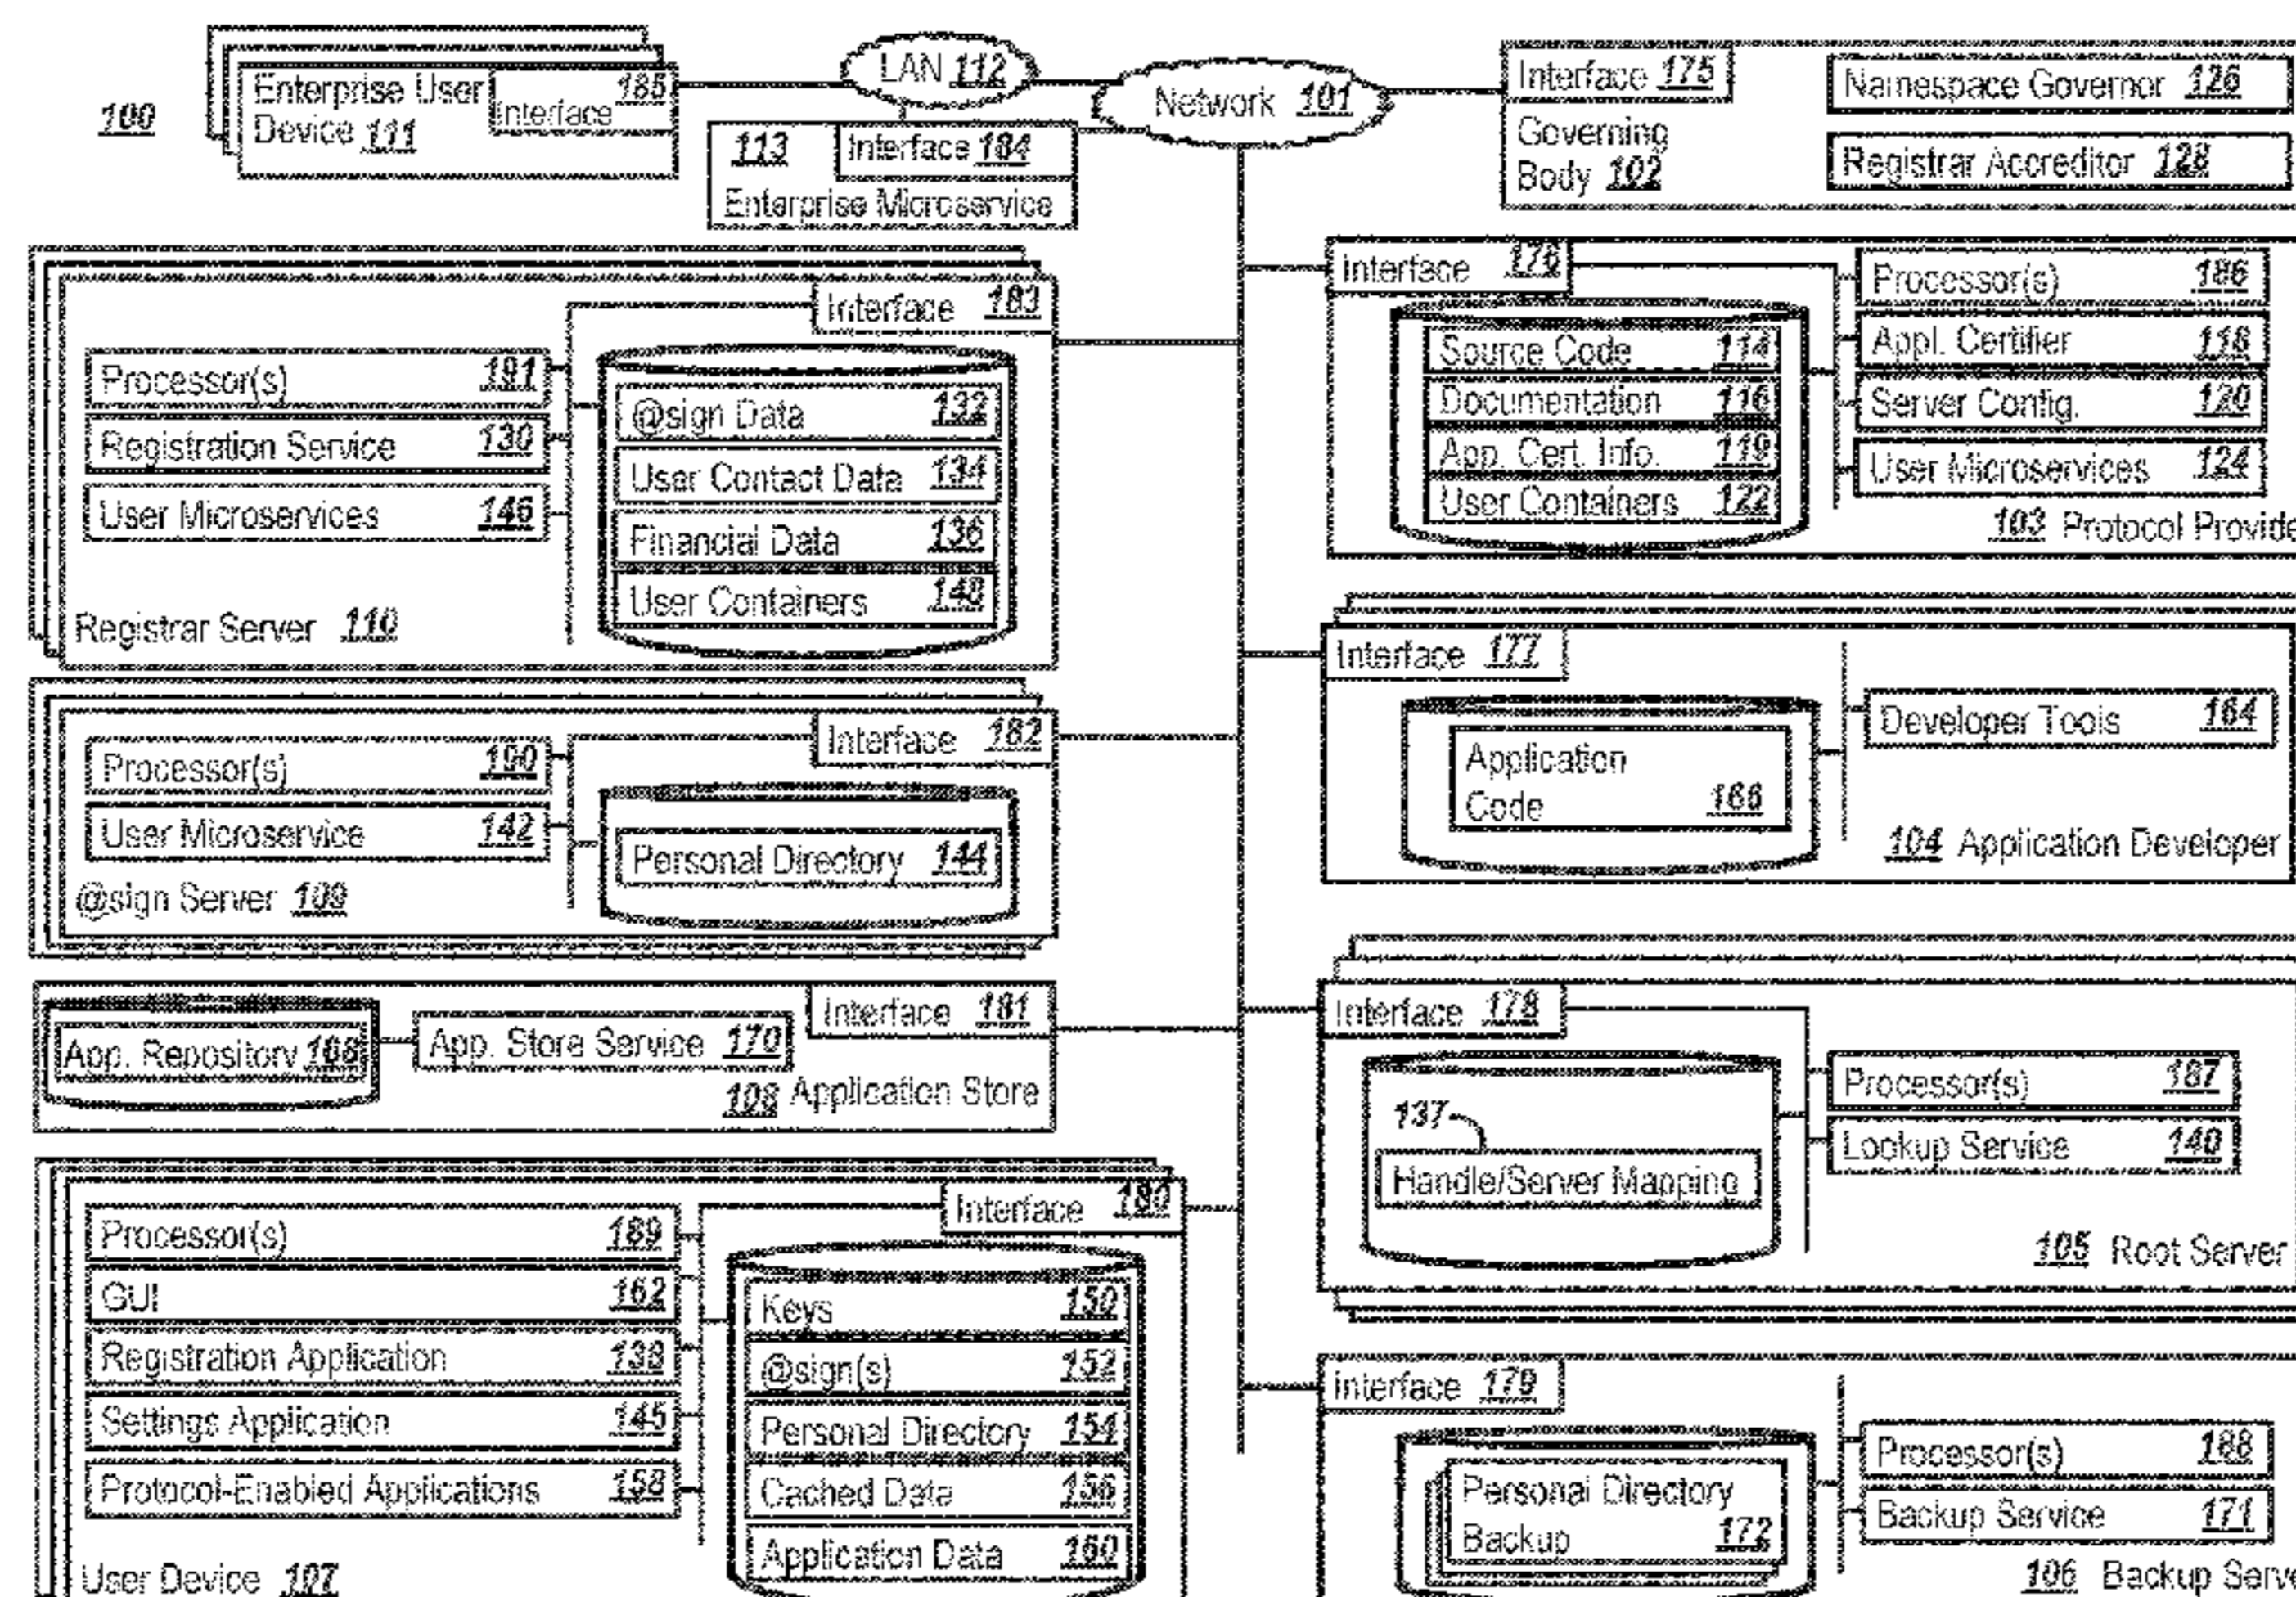 100
Enterprise User
Device 111
Interface 185
LAN 112
Network 101
113
Interface 184
Enterprise Microservice
Interface 175
Governing
Body 102
Namespace Governor 126
Registrar Accreditor 128
Interface 183
Processor(s) 191
Registration Service 130
User Microservices 146
@sign Data 132
User Contact Data 134
Financial Data 136
User Containers 148
Registrar Server 110
Interface 176
Source Code 114
Documentation 116
App. Cert. Info. 119
User Containers 122
Processor(s) 186
Appl. Certifier 118
Server Config. 120
User Microservices 124
103 Protocol Provide
Interface 182
Processor(s) 190
User Microservice 142
Personal Directory 144
@sign Server 109
Interface 177
Application
Code 166
Developer Tools 164
104 Application Developer
Interface 181
App. Repository 168
App. Store Service 170
108 Application Store
Interface 178
137
Handle/Server Mapping
Processor(s) 187
Lookup Service 140
105 Root Server
Interface 180
Processor(s) 189
GUI 162
Registration Application 138
Settings Application 145
Protocol-Enabled Applications 158
Keys 150
@sign(s) 152
Personal Directory 154
Cached Data 156
Application Data 160
User Device 107
Interface 179
Personal Directory
Backup 172
Processor(s) 188
Backup Service 171
106 Backup Serve